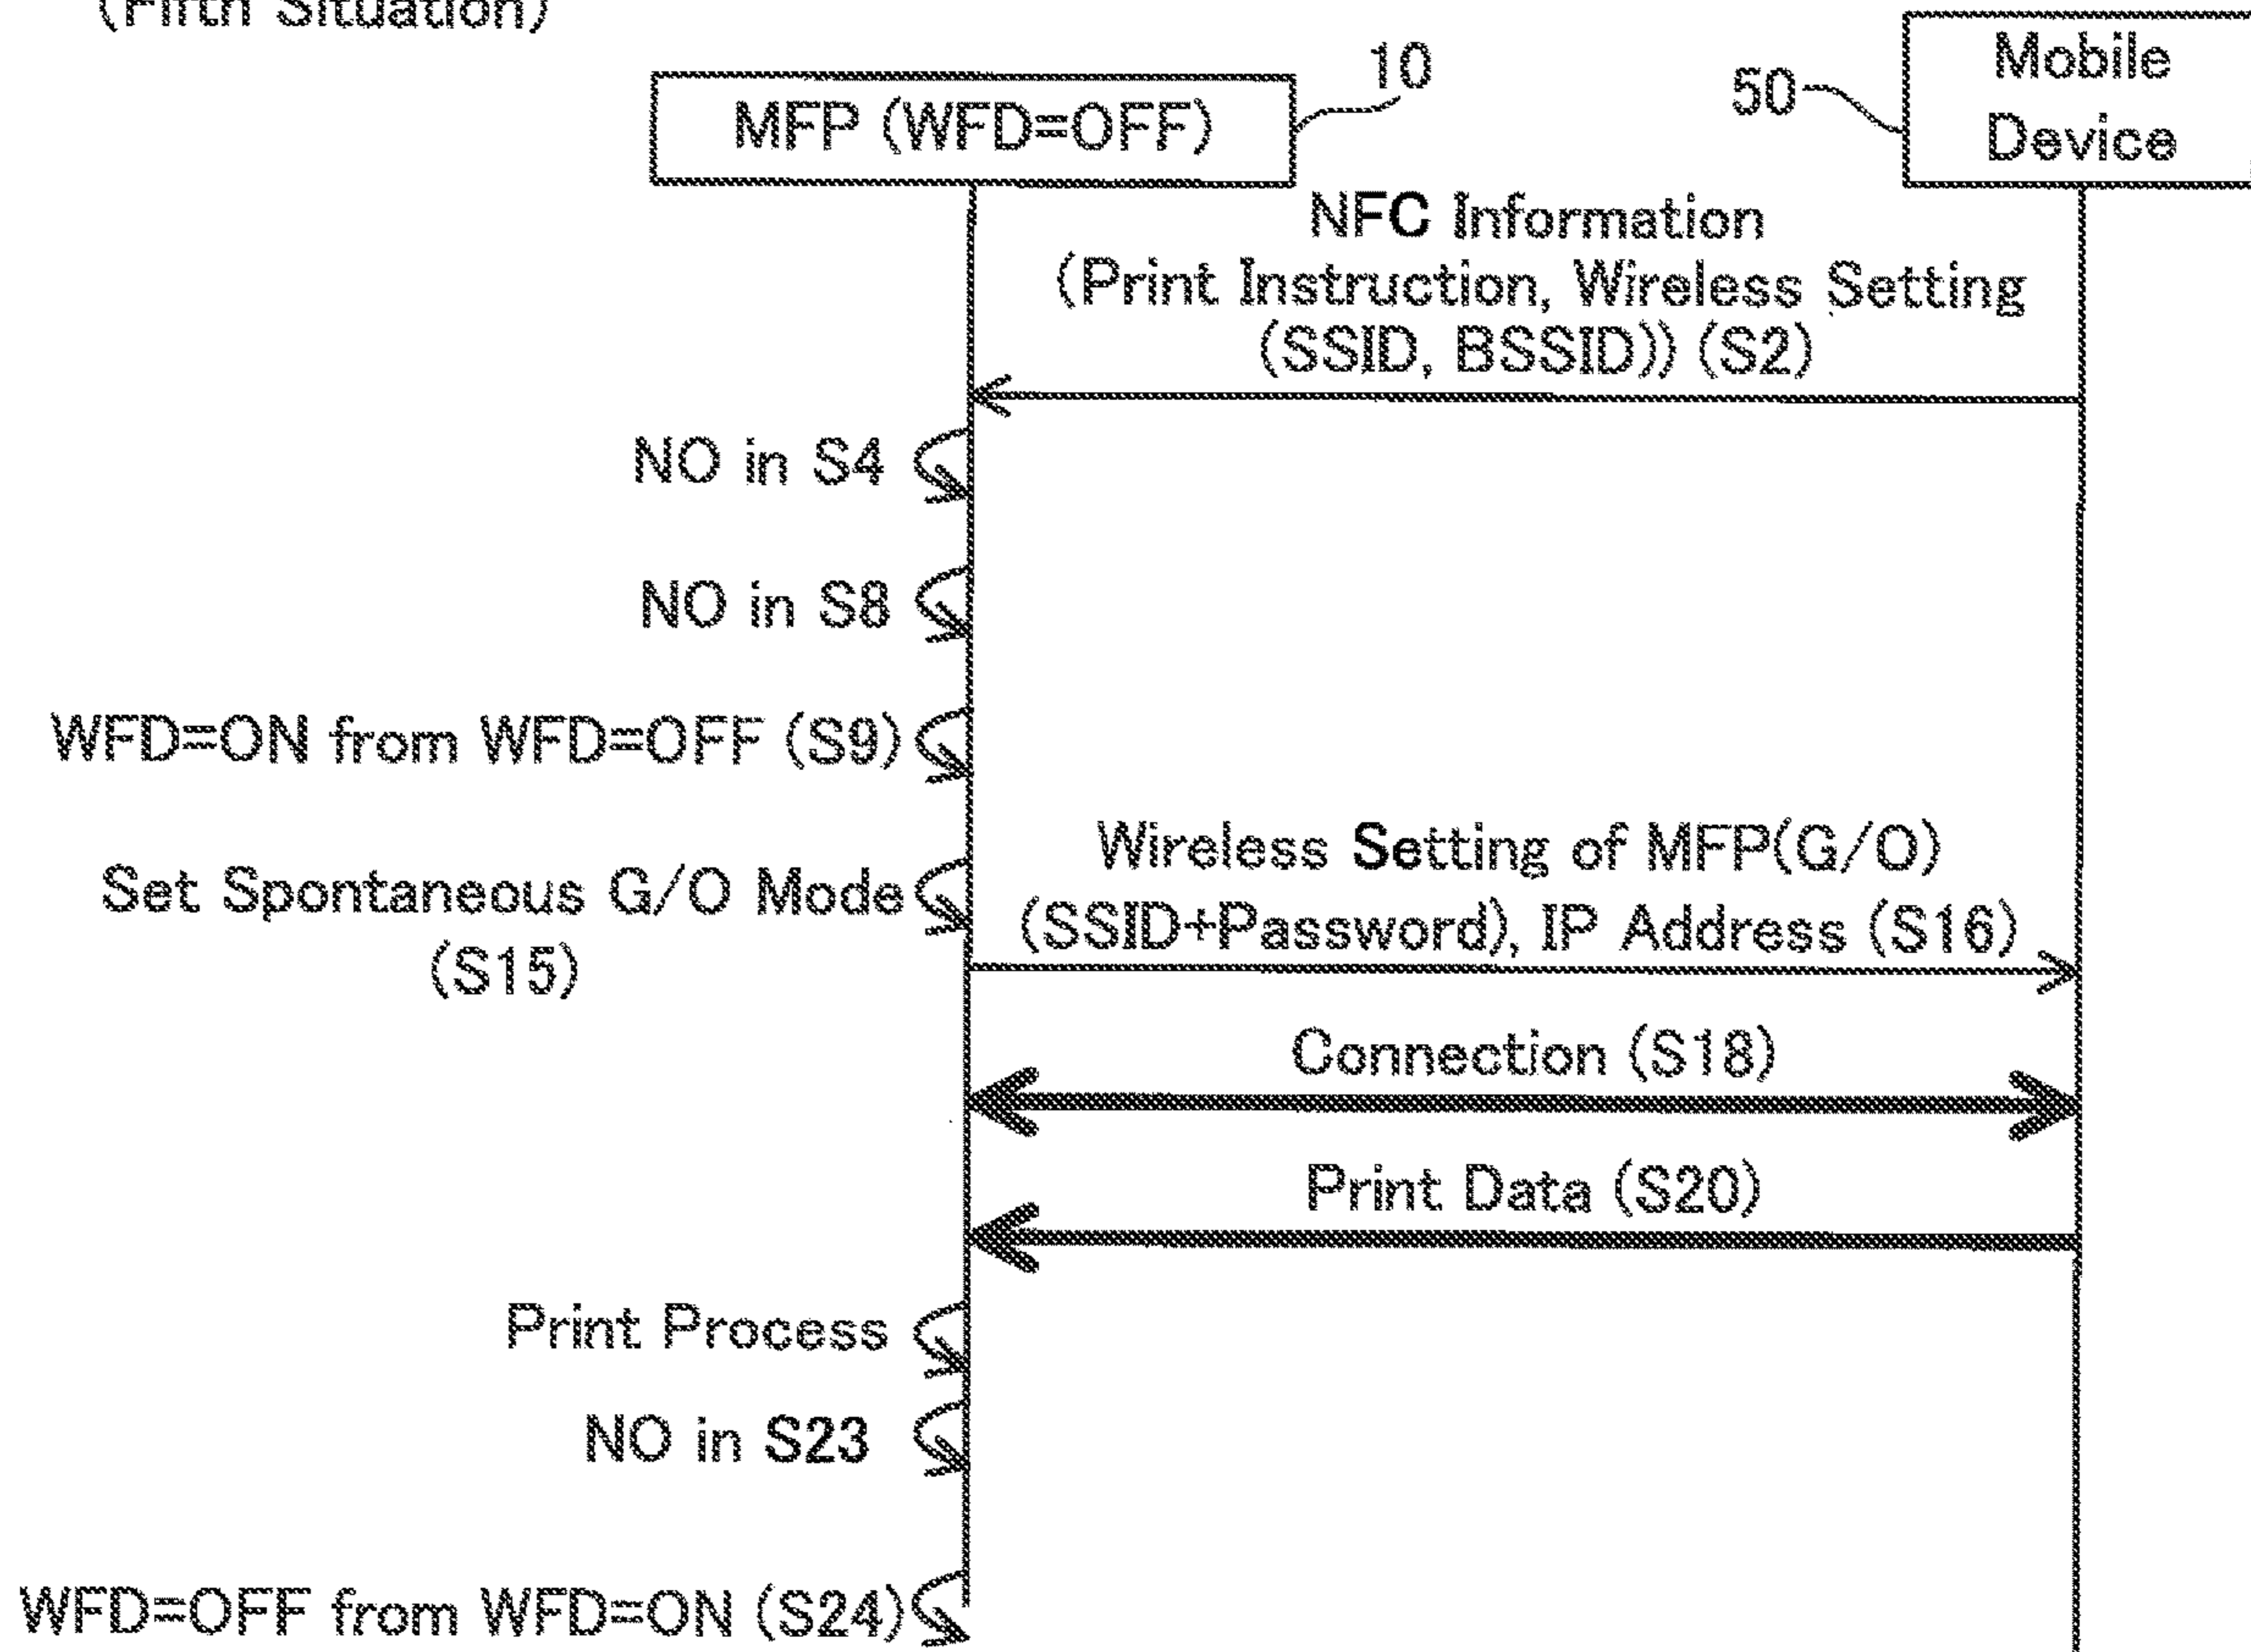 (Fifth Situation)
10
MFP (WFD=OFF)
50
Mobile
Device
NFC Information
(Print Instruction, Wireless Setting
(SSID, BSSID)) (S2)
NO in S4
NO in S8
WFD=ON from WFD=OFF (S9)
Set Spontaneous G/O Mode
(S15)
Wireless Setting of MFP(G/O)
(SSID+Password), IP Address (S16)
Connection (S18)
Print Data (S20)
Print Process
NO in S23
WFD=OFF from WFD=ON (S24)